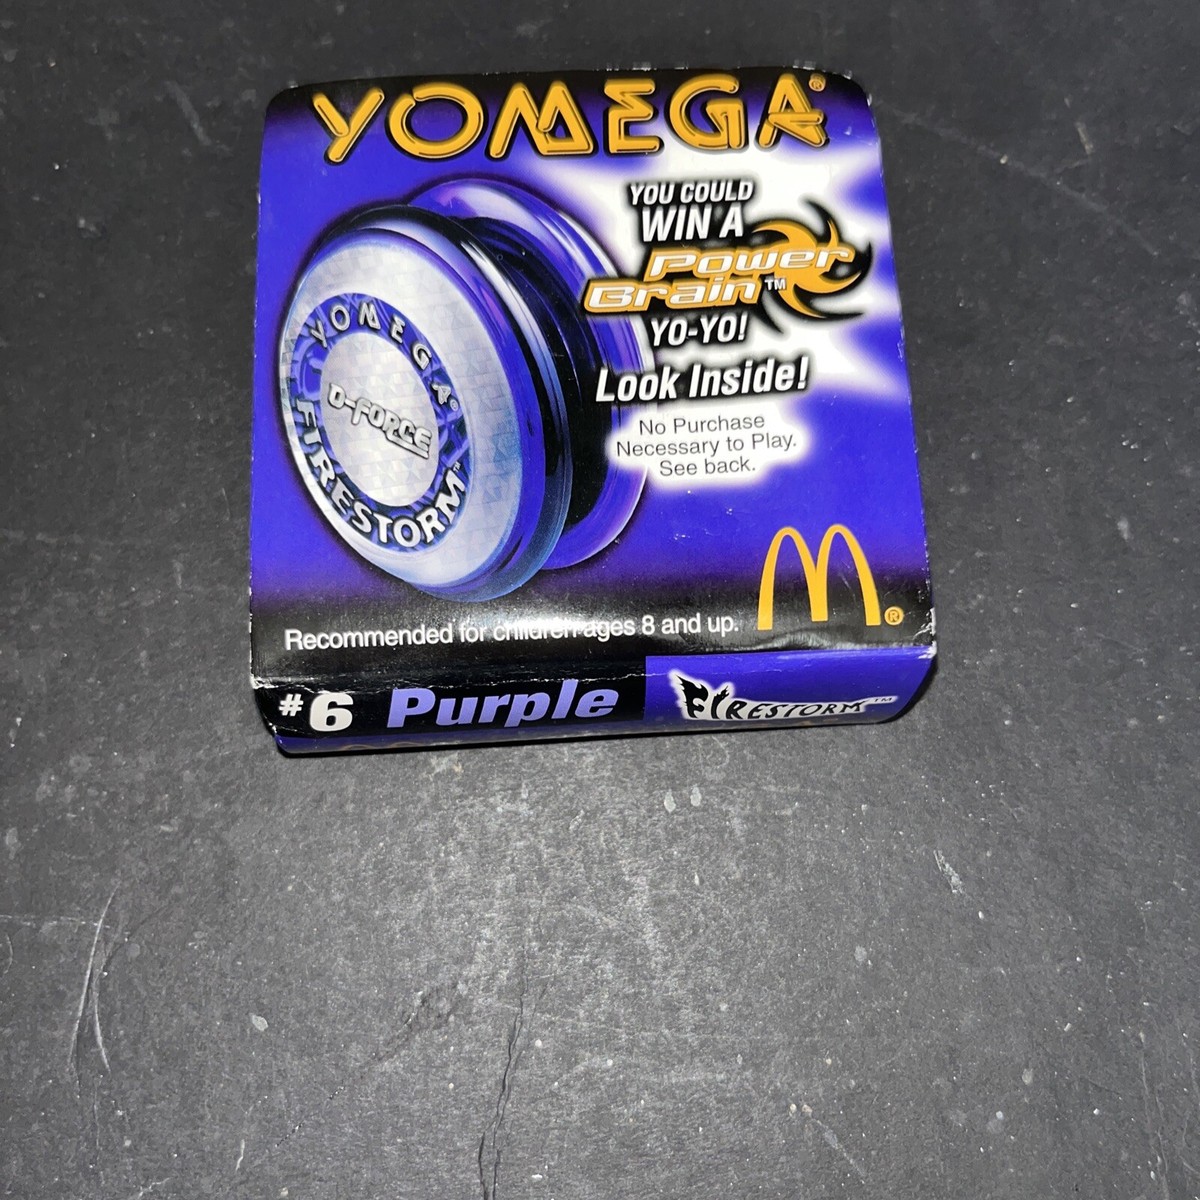 YOMEGA®
YOU COULD
WIN A
Power
Brain™
YO-YO!
Look Inside!
No Purchase
Necessary to Play.
See back.
YOMEGA®
D-FORCE
FIRESTORM™
M®
Recommended for children ages 8 and up.
#6 Purple
FIRESTORM™